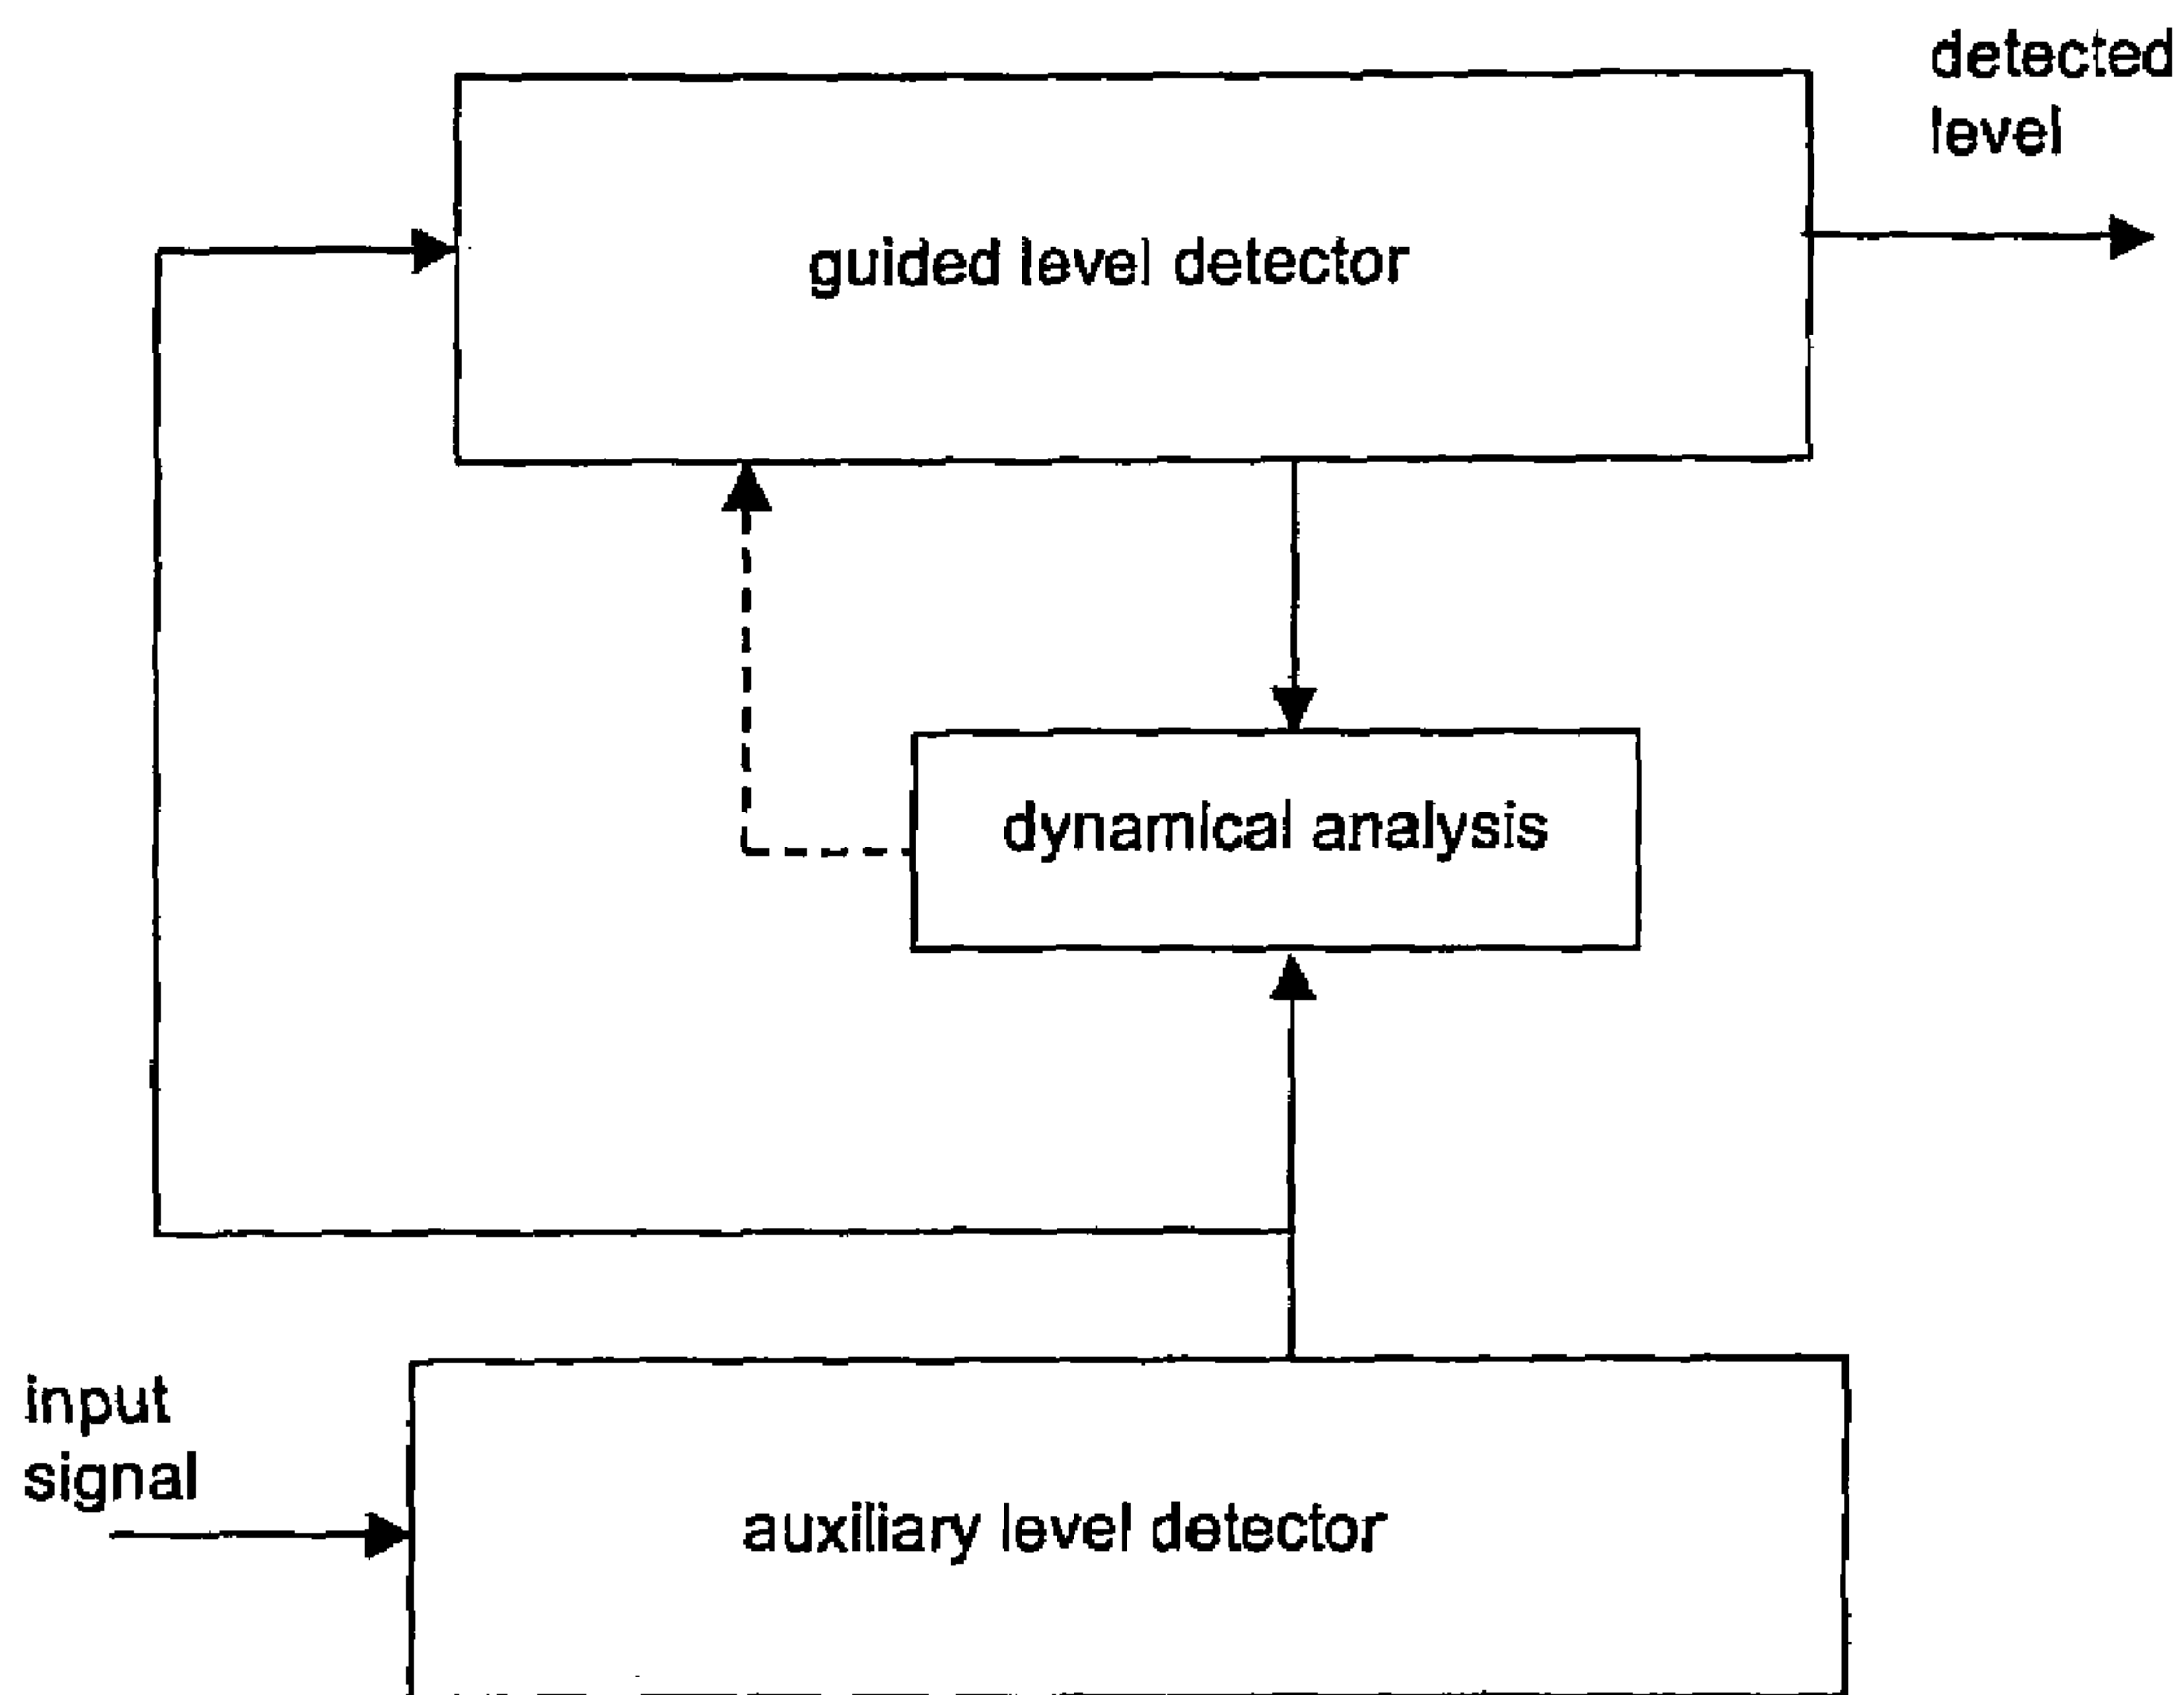 detected
level
guided level detector
dynamical analysis
input
signal
auxiliary level detector